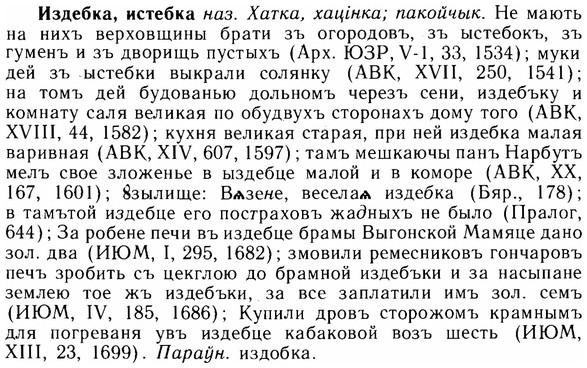 Издебка, истебка наз. Хатка, хацінка; пакойчык. Не мають
на нихъ верховщины брати зъ огородовъ, зъ ыстебокъ, зъ
гуменъ и зъ дворищь пустыхъ (Арх. ЮЗР, V-1, 33, 1534); муки
дей зъ ыстебки выкрали солянку (АВК, XVII, 250, 1541);
на томъ дей будованью дольномъ черезъ сени, издебъку и
комнату саля великая по обудвухъ сторонахъ дому того (АВК,
XVIII, 44, 1582); кухня великая старая, при ней издебка малая
варивная (АВК, XIV, 607, 1597); тамъ мешкаючы панъ Нарбутъ
мелъ свое зложенье в ыздебце малой и в коморе (АВК, XX,
167, 1601); ѯзылище: Вѧзене, веселаѧ издебка (Бяр., 178);
в тамътой издебце его постраховъ жадныхъ не было (Пралог,
644); За робене печи въ издебце брамы Выгонской Мамяце дано
зол. два (ИЮМ, I, 295, 1682); змовили ремесниковъ гончаровъ
печъ зробить съ цекглою до брамной издебъки и за насыпане
землею тое жъ издебъки, за все заплатили имъ зол. семъ
(ИЮМ, IV, 185, 1686); Купили дровъ сторожомъ крамнымъ
для погреваня увъ издебце кабаковой возъ шесть (ИЮМ,
XIII, 23, 1699). Параўн. издобка.